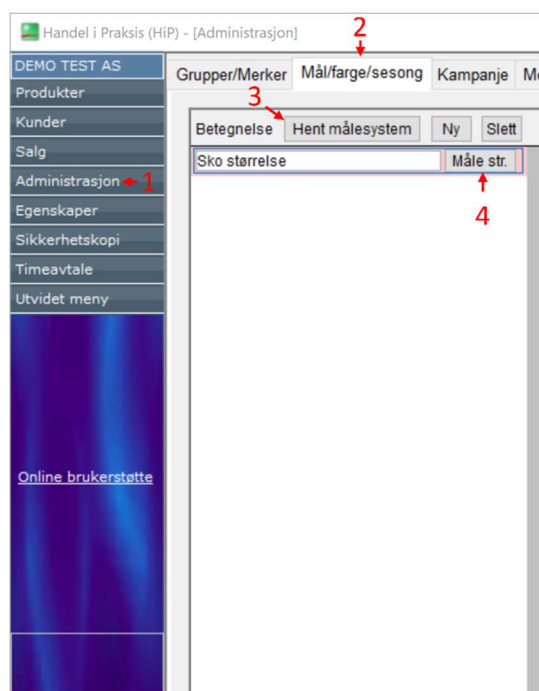 Handel i Praksis (HiP) - [Administrasjon]
2
DEMO TEST AS
Grupper/Merker Mål/farge/sesong Kampanje
Produkter
3
Kunder
Betegnelse Hent målesystem Ny Slett
Salg
Sko størrelse Måle str.
Administrasjon 1
4
Egenskaper
Sikkerhetskopi
Timeavtale
Utvidet meny
Online brukerstøtte